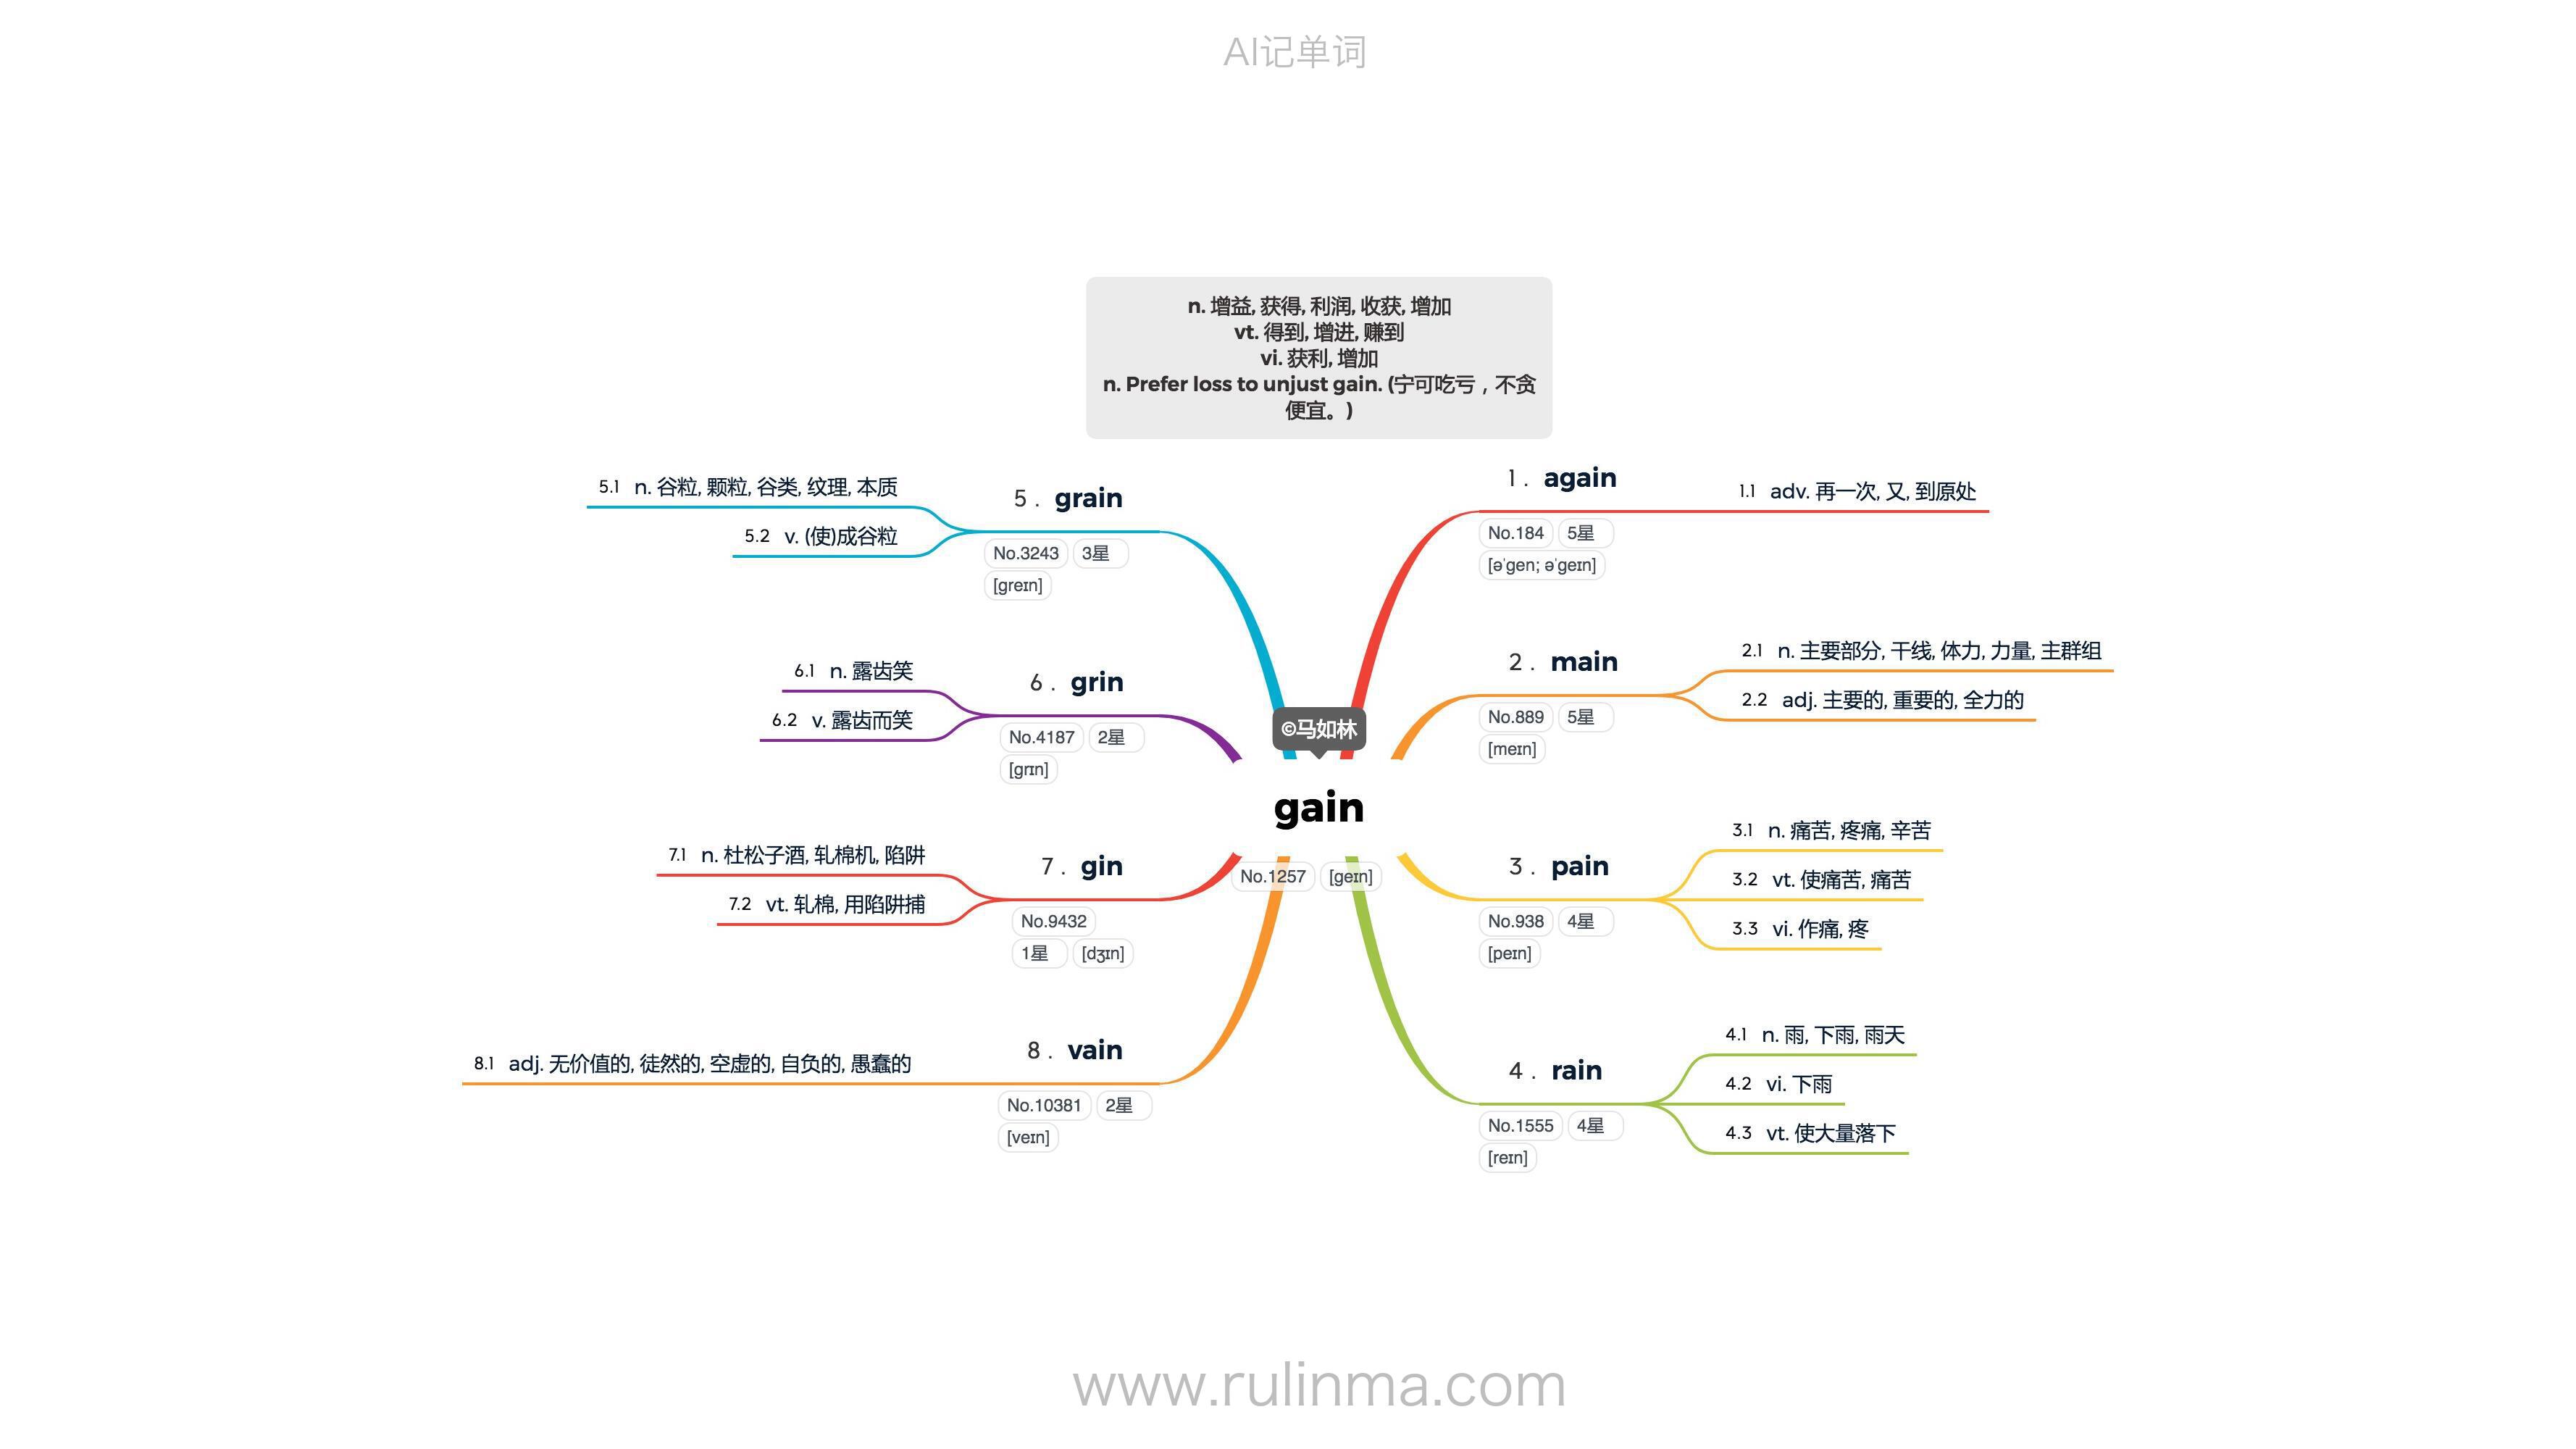 AI记单词
n. 增益, 获得, 利润, 收获, 增加
vt. 得到, 增进, 赚到
vi. 获利, 增加
n. Prefer loss to unjust gain. (宁可吃亏，不贪
便宜。)
©马如林
gain
No.1257 [geɪn]
1. again
No.184 5星
[əˈgen; əˈgeɪn]
1.1 adv. 再一次, 又, 到原处
2. main
No.889 5星
[meɪn]
2.1 n. 主要部分, 干线, 体力, 力量, 主群组
2.2 adj. 主要的, 重要的, 全力的
3. pain
No.938 4星
[peɪn]
3.1 n. 痛苦, 疼痛, 辛苦
3.2 vt. 使痛苦, 痛苦
3.3 vi. 作痛, 疼
4. rain
No.1555 4星
[reɪn]
4.1 n. 雨, 下雨, 雨天
4.2 vi. 下雨
4.3 vt. 使大量落下
5. grain
No.3243 3星
[greɪn]
5.1 n. 谷粒, 颗粒, 谷类, 纹理, 本质
5.2 v. (使)成谷粒
6. grin
No.4187 2星
[grɪn]
6.1 n. 露齿笑
6.2 v. 露齿而笑
7. gin
No.9432
1星 [dʒɪn]
7.1 n. 杜松子酒, 轧棉机, 陷阱
7.2 vt. 轧棉, 用陷阱捕
8. vain
No.10381 2星
[veɪn]
8.1 adj. 无价值的, 徒然的, 空虚的, 自负的, 愚蠢的
www.rulinma.com